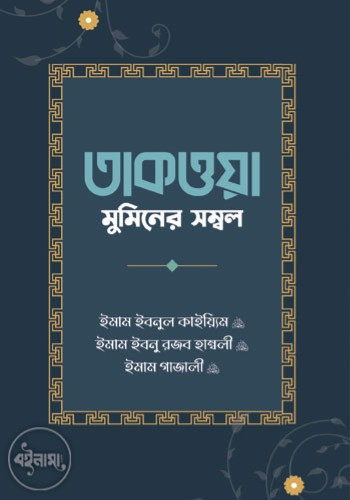 তাকওয়া
মুমিনের সম্বল
ইমাম ইবনুল কাইয়্যিম
ইমাম ইবনু রজব হাম্বলী
ইমাম গাজালী
বইনামা